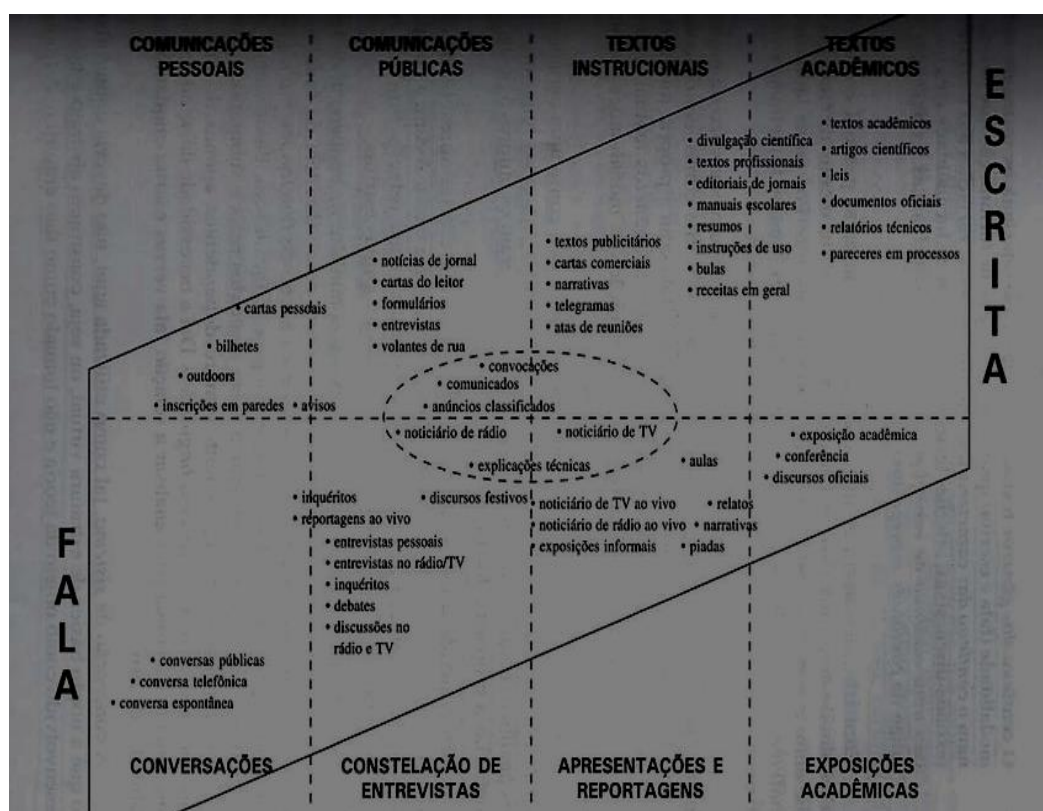 COMUNICAÇÕES
PESSOAIS
COMUNICAÇÕES
PÚBLICAS
TEXTOS
INSTRUCIONAIS
TEXTOS
ACADÊMICOS
ESCRITA
• cartas pessoais
• bilhetes
• outdoors
• inscrições em paredes • avisos
• notícias de jornal
• cartas do leitor
• formulários
• entrevistas
• volantes de rua
• textos publicitários
• cartas comerciais
• narrativas
• telegramas
• atas de reuniões
• divulgação científica
• textos profissionais
• editoriais de jornais
• manuais escolares
• resumos
• instruções de uso
• bulas
• receitas em geral
• textos acadêmicos
• artigos científicos
• leis
• documentos oficiais
• relatórios técnicos
• pareceres em processos
• convocações
• comunicados
• anúncios classificados
• noticiário de rádio
• noticiário de TV
• explicações técnicas
• aulas
• exposição acadêmica
• conferência
• discursos oficiais
• inquéritos
• reportagens ao vivo
• discursos festivos
• entrevistas pessoais
• entrevistas no rádio/TV
• inquéritos
• debates
• discussões no
rádio e TV
• noticiário de TV ao vivo • relatos
• noticiário de rádio ao vivo • narrativas
• exposições informais • piadas
• conversas públicas
• conversa telefônica
• conversa espontânea
FALA
CONVERSAÇÕES
CONSTELAÇÃO DE
ENTREVISTAS
APRESENTAÇÕES E
REPORTAGENS
EXPOSIÇÕES
ACADÊMICAS